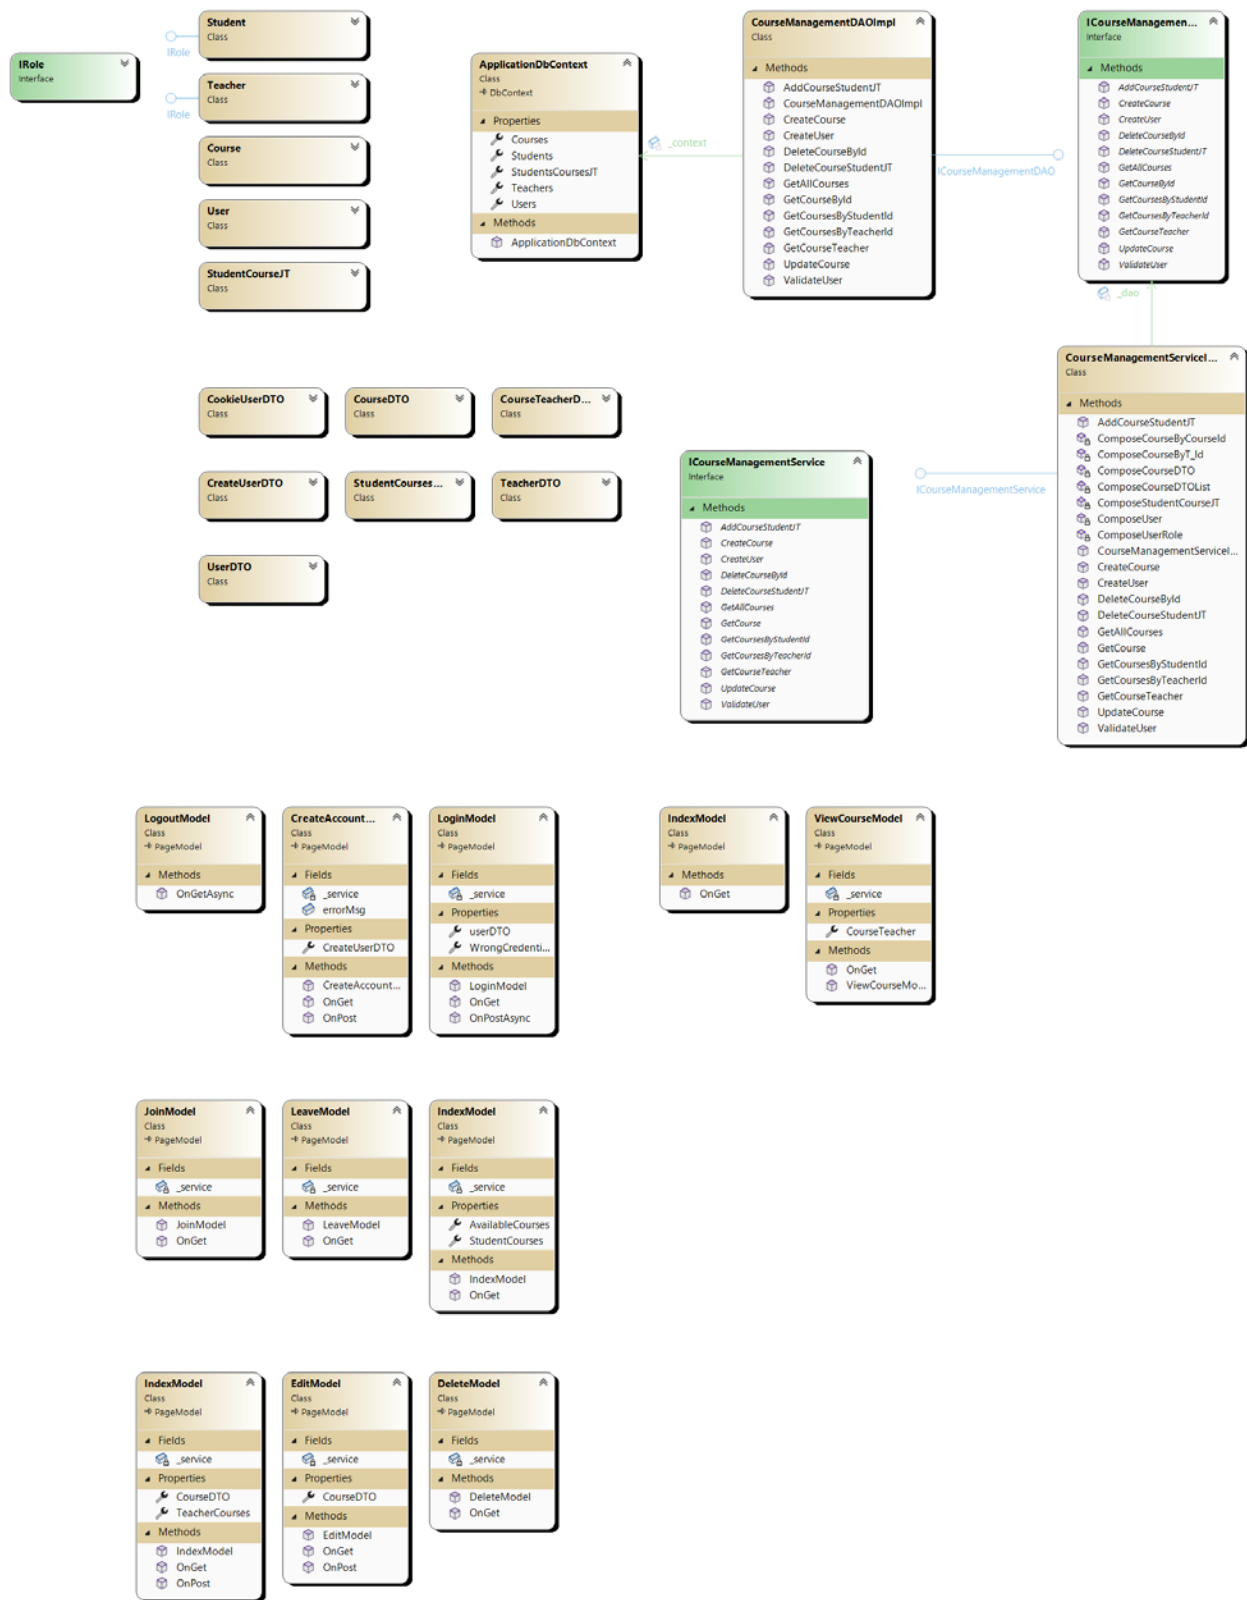 IRole
Interface
Student
Class
IRole
Teacher
Class
IRole
Course
Class
User
Class
StudentCourseJT
Class
ApplicationDbContext
Class
DbContext
Properties
Courses
Students
StudentsCoursesJT
Teachers
Users
Methods
ApplicationDbContext
_context
CourseManagementDAOImpl
Class
Methods
AddCourseStudentJT
CourseManagementDAOImpl
CreateCourse
CreateUser
DeleteCourseById
DeleteCourseStudentJT
GetAllCourses
GetCourseById
GetCoursesByStudentId
GetCoursesByTeacherId
GetCourseTeacher
UpdateCourse
ValidateUser
ICourseManagementDAO
ICourseManagemen...
Interface
Methods
AddCourseStudentJT
CreateCourse
CreateUser
DeleteCourseById
DeleteCourseStudentJT
GetAllCourses
GetCourseById
GetCoursesByStudentId
GetCoursesByTeacherId
GetCourseTeacher
UpdateCourse
ValidateUser
_dao
CookieUserDTO
Class
CourseDTO
Class
CourseTeacherD...
Class
CreateUserDTO
Class
StudentCourses...
Class
TeacherDTO
Class
UserDTO
Class
ICourseManagementService
Interface
Methods
AddCourseStudentJT
CreateCourse
CreateUser
DeleteCourseById
DeleteCourseStudentJT
GetAllCourses
GetCourse
GetCoursesByStudentId
GetCoursesByTeacherId
GetCourseTeacher
UpdateCourse
ValidateUser
ICourseManagementService
CourseManagementServiceI...
Class
Methods
AddCourseStudentJT
ComposeCourseByCourseId
ComposeCourseByT_Id
ComposeCourseDTO
ComposeCourseDTOList
ComposeStudentCourseJT
ComposeUser
ComposeUserRole
CourseManagementServiceI...
CreateCourse
CreateUser
DeleteCourseById
DeleteCourseStudentJT
GetAllCourses
GetCourse
GetCoursesByStudentId
GetCoursesByTeacherId
GetCourseTeacher
UpdateCourse
ValidateUser
LogoutModel
Class
PageModel
Methods
OnGetAsync
CreateAccount...
Class
PageModel
Fields
_service
errorMsg
Properties
CreateUserDTO
Methods
CreateAccount...
OnGet
OnPost
LoginModel
Class
PageModel
Fields
_service
Properties
userDTO
WrongCredenti...
Methods
LoginModel
OnGet
OnPostAsync
IndexModel
Class
PageModel
Methods
OnGet
ViewCourseModel
Class
PageModel
Fields
_service
Properties
CourseTeacher
Methods
OnGet
ViewCourseMo...
JoinModel
Class
PageModel
Fields
_service
Methods
JoinModel
OnGet
LeaveModel
Class
PageModel
Fields
_service
Methods
LeaveModel
OnGet
IndexModel
Class
PageModel
Fields
_service
Properties
AvailableCourses
StudentCourses
Methods
IndexModel
OnGet
IndexModel
Class
PageModel
Fields
_service
Properties
CourseDTO
TeacherCourses
Methods
IndexModel
OnGet
OnPost
EditModel
Class
PageModel
Fields
_service
Properties
CourseDTO
Methods
EditModel
OnGet
OnPost
DeleteModel
Class
PageModel
Fields
_service
Methods
DeleteModel
OnGet